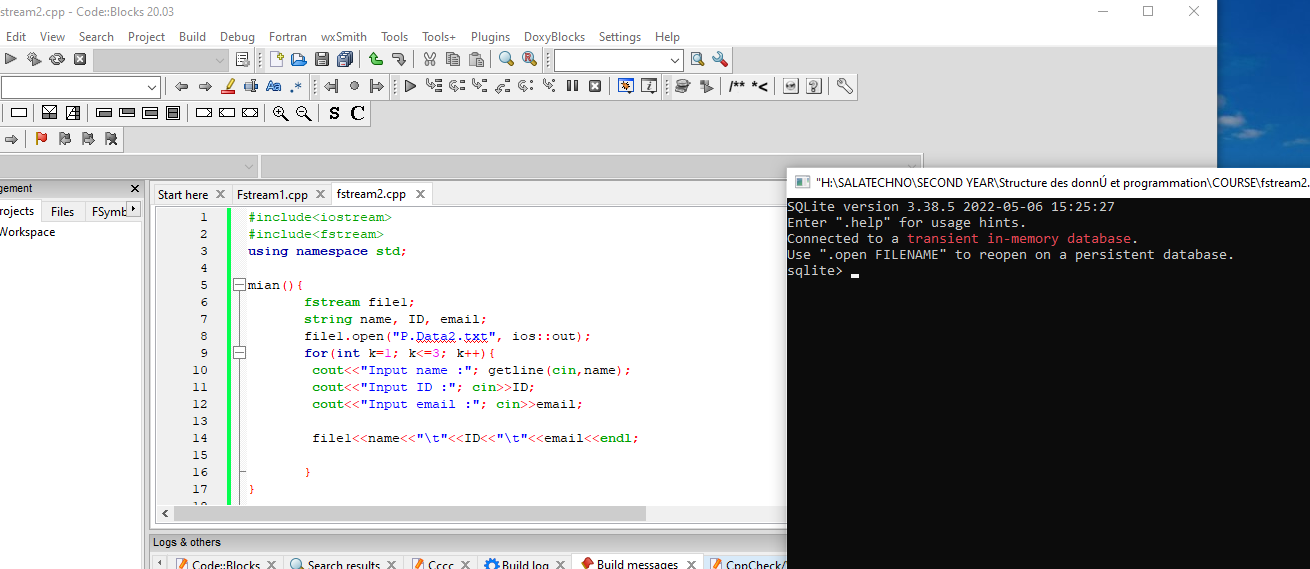 stream2.cpp - Code::Blocks 20.03
Edit View Search Project Build Debug Fortran wxSmith Tools Tools+ Plugins DoxyBlocks Settings Help
Aa .* /** *<
S C
gement
rojects Files FSymb
Workspace
Start here Fstream1.cpp fstream2.cpp
1 #include<iostream>
2 #include<fstream>
3 using namespace std;
4
5 mian(){
6 fstream file1;
7 string name, ID, email;
8 file1.open("P.Data2.txt", ios::out);
9 for(int k=1; k<=3; k++){
10 cout<<"Input name :"; getline(cin,name);
11 cout<<"Input ID :"; cin>>ID;
12 cout<<"Input email :"; cin>>email;
13
14 file1<<name<<"\t"<<ID<<"\t"<<email<<endl;
15
16 }
17 }
Logs & others
Code::Blocks Search results Cccc Build log Build messages CppCheck/
"H:\SALATECHNO\SECOND YEAR\Structure des donnÚ et programmation\COURSE\fstream2.
SQLite version 3.38.5 2022-05-06 15:25:27
Enter ".help" for usage hints.
Connected to a transient in-memory database.
Use ".open FILENAME" to reopen on a persistent database.
sqlite>